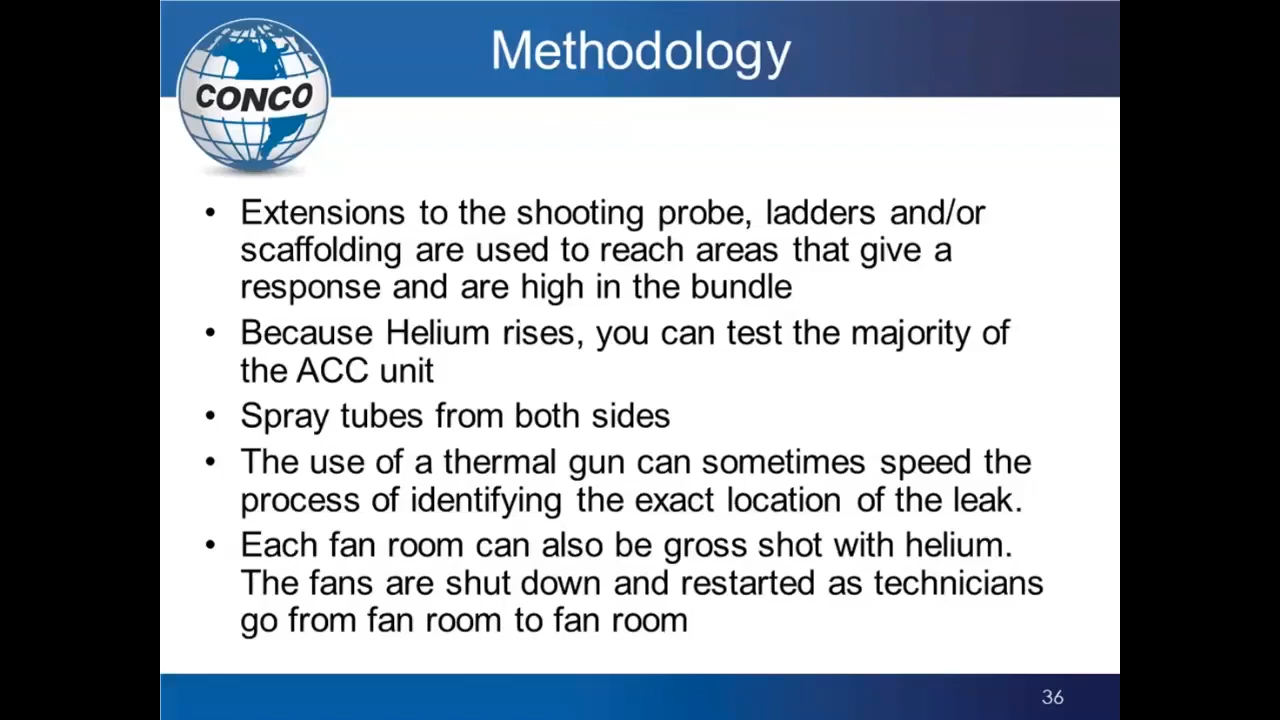 Methodology
CONCO
• Extensions to the shooting probe, ladders and/or
scaffolding are used to reach areas that give a
response and are high in the bundle
• Because Helium rises, you can test the majority of
the ACC unit
• Spray tubes from both sides
• The use of a thermal gun can sometimes speed the
process of identifying the exact location of the leak.
• Each fan room can also be gross shot with helium.
The fans are shut down and restarted as technicians
go from fan room to fan room
36